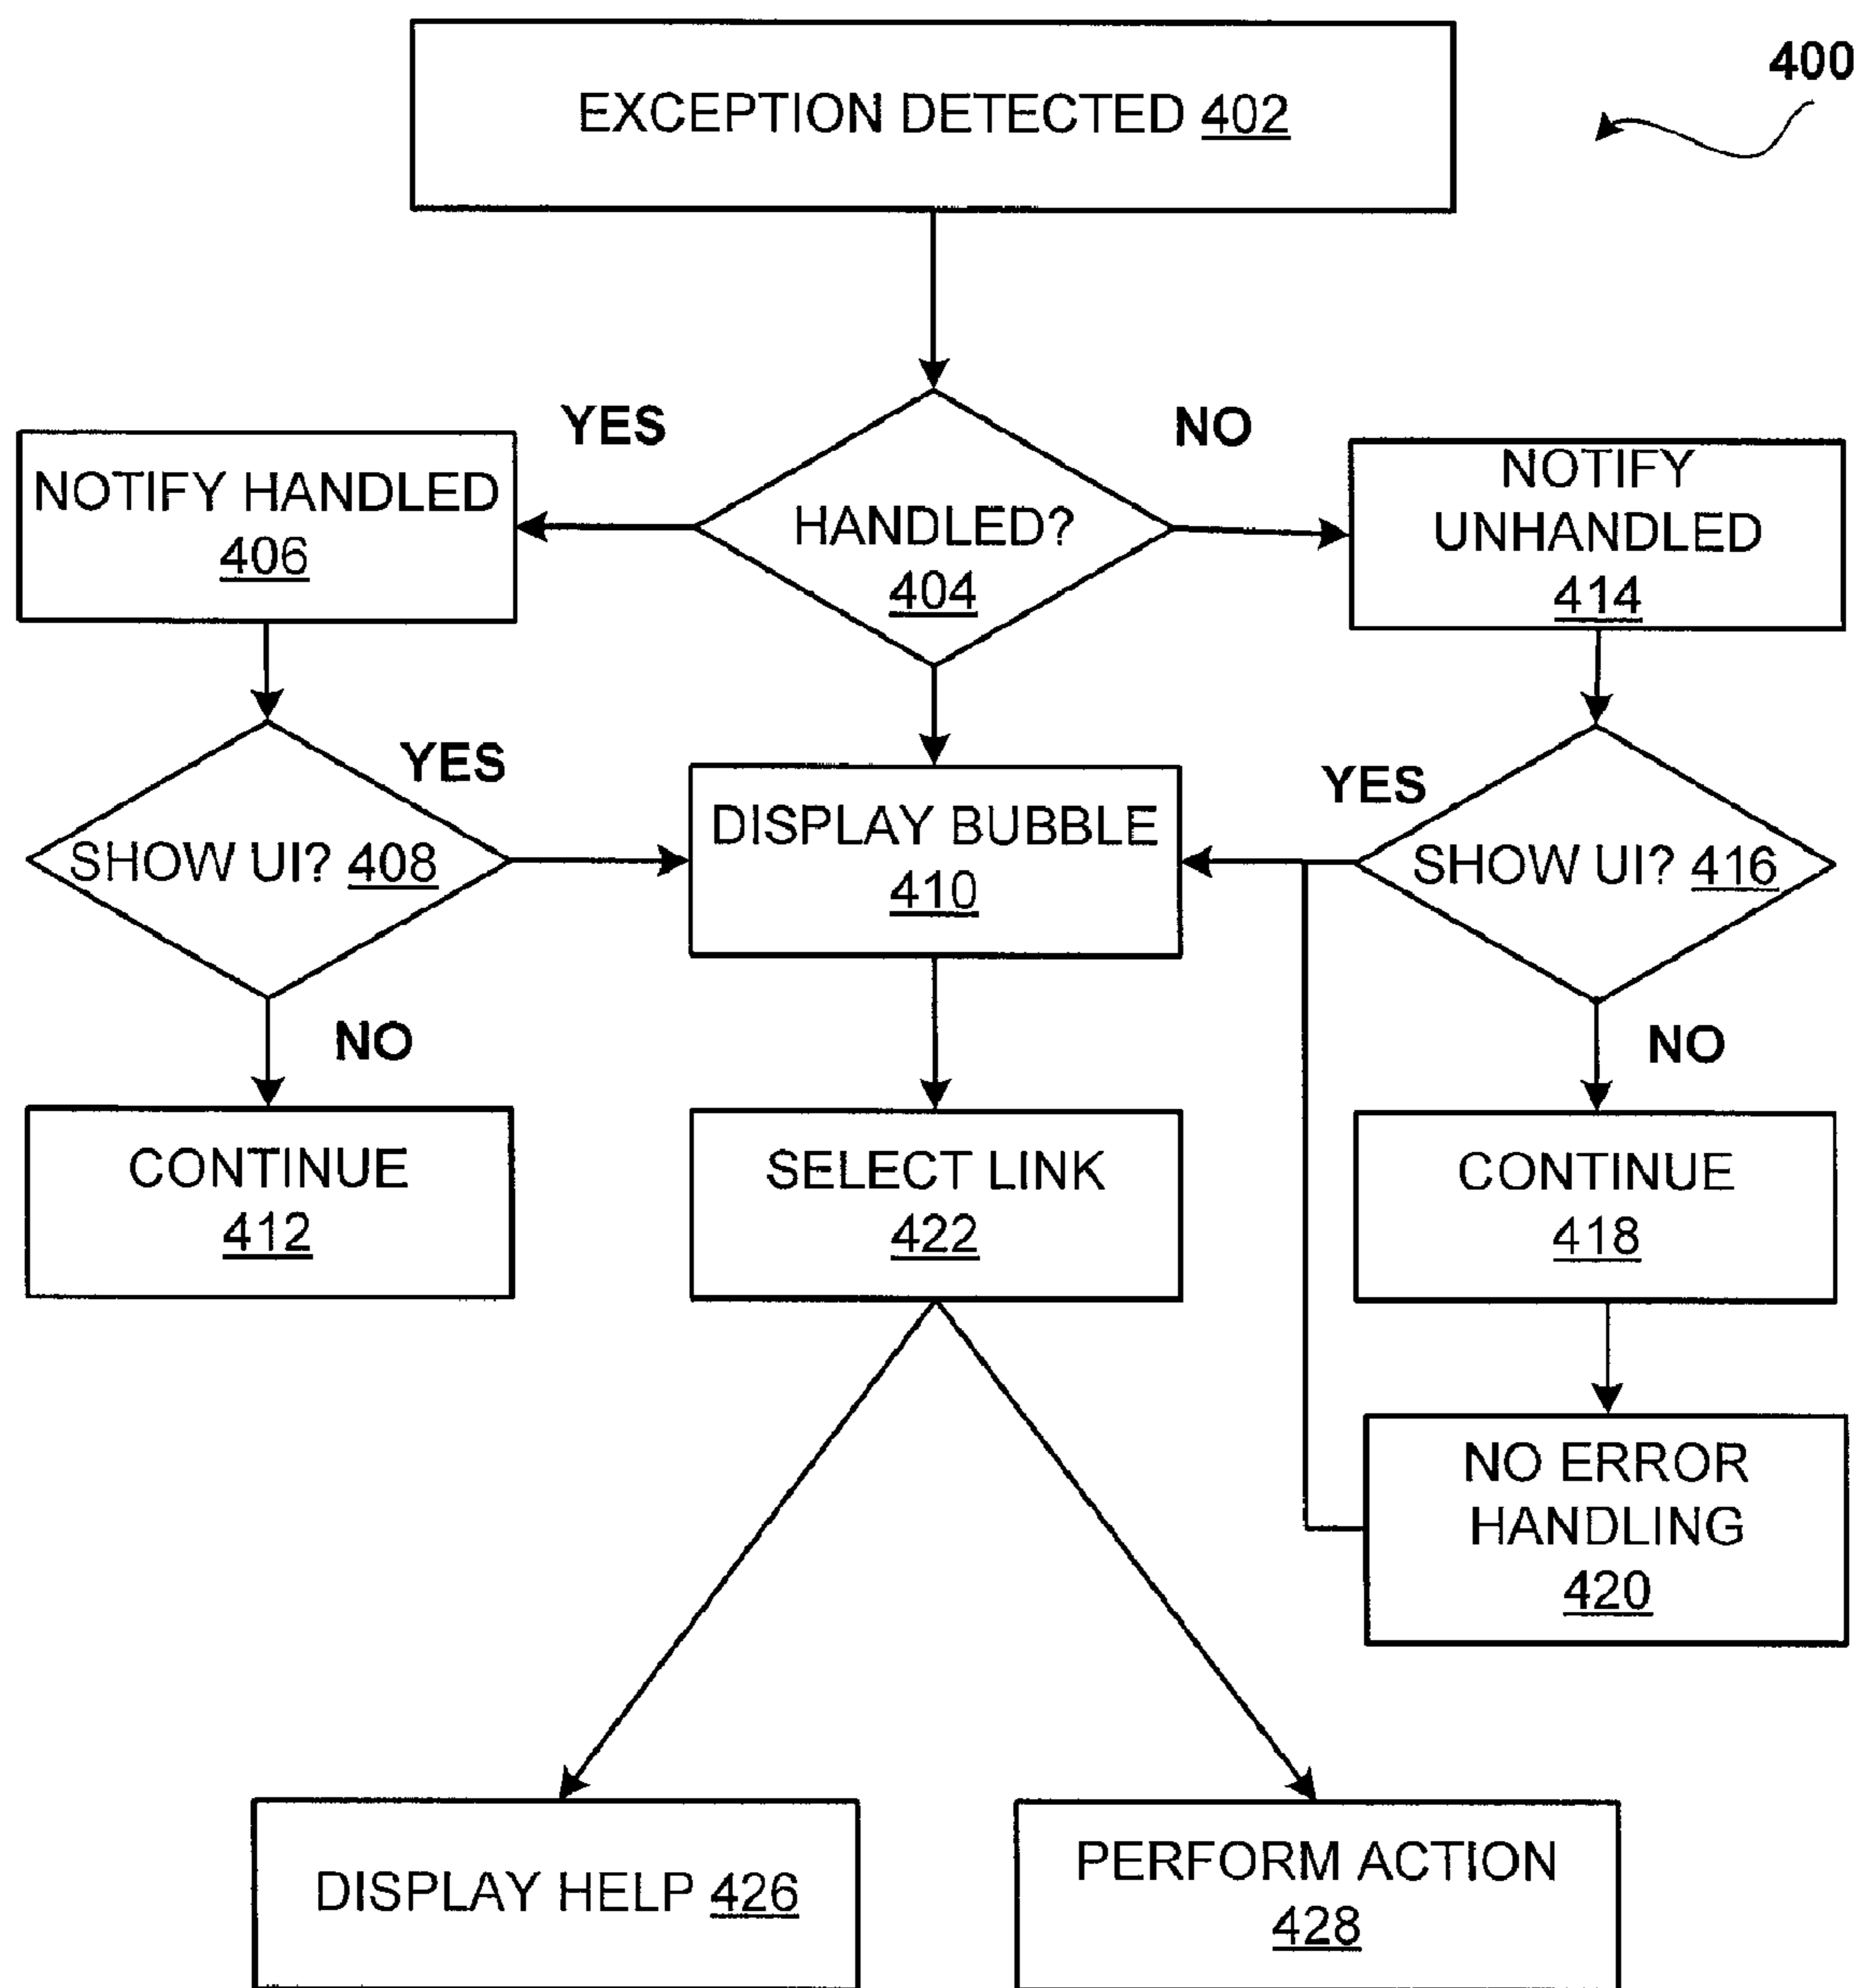 400
EXCEPTION DETECTED 402
YES
NO
NOTIFY HANDLED
406
HANDLED?
404
NOTIFY
UNHANDLED
414
YES
SHOW UI? 408
DISPLAY BUBBLE
410
YES
SHOW UI? 416
NO
NO
CONTINUE
412
SELECT LINK
422
CONTINUE
418
NO ERROR
HANDLING
420
DISPLAY HELP 426
PERFORM ACTION
428